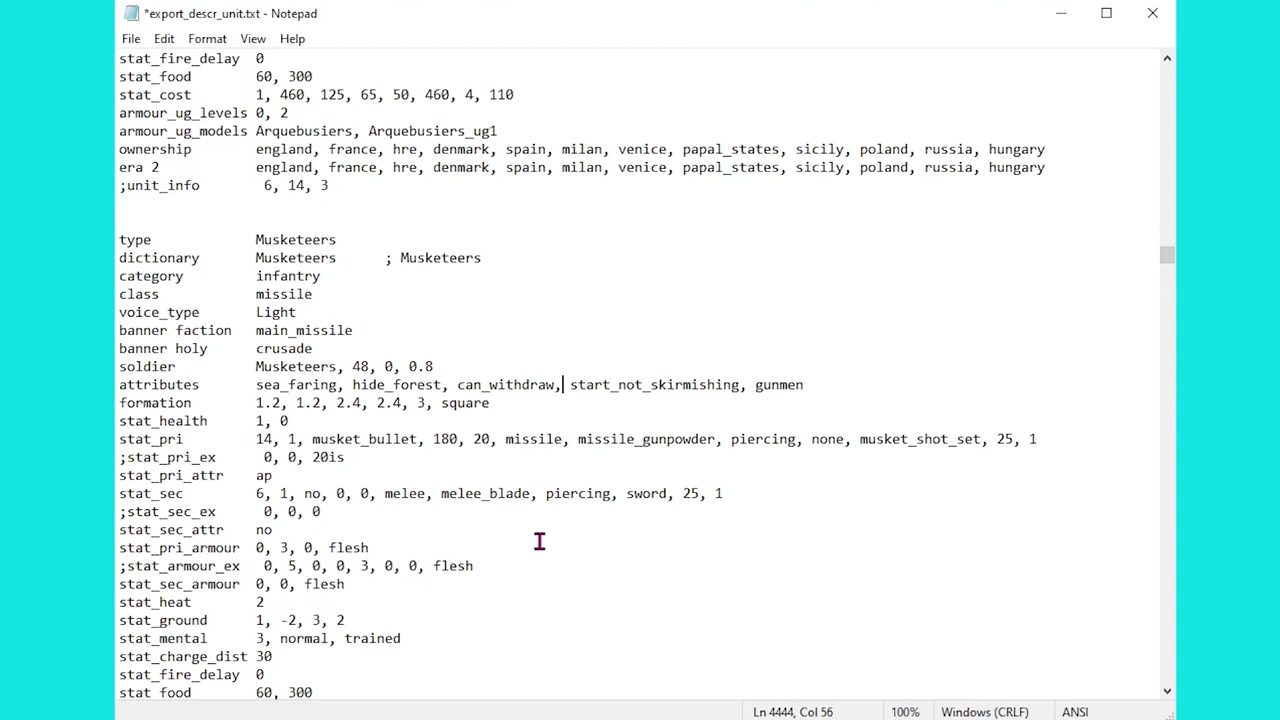 *export_descr_unit.txt - Notepad
File Edit Format View Help
stat_fire_delay 0
stat_food 60, 300
stat_cost 1, 460, 125, 65, 50, 460, 4, 110
armour_ug_levels 0, 2
armour_ug_models Arquebusiers, Arquebusiers_ug1
ownership england, france, hre, denmark, spain, milan, venice, papal_states, sicily, poland, russia, hungary
era 2 england, france, hre, denmark, spain, milan, venice, papal_states, sicily, poland, russia, hungary
;unit_info 6, 14, 3
type Musketeers
dictionary Musketeers ; Musketeers
category infantry
class missile
voice_type Light
banner faction main_missile
banner holy crusade
soldier Musketeers, 48, 0, 0.8
attributes sea_faring, hide_forest, can_withdraw, start_not_skirmishing, gunmen
formation 1.2, 1.2, 2.4, 2.4, 3, square
stat_health 1, 0
stat_pri 14, 1, musket_bullet, 180, 20, missile, missile_gunpowder, piercing, none, musket_shot_set, 25, 1
;stat_pri_ex 0, 0, 20is
stat_pri_attr ap
stat_sec 6, 1, no, 0, 0, melee, melee_blade, piercing, sword, 25, 1
;stat_sec_ex 0, 0, 0
stat_sec_attr no
stat_pri_armour 0, 3, 0, flesh
;stat_armour_ex 0, 5, 0, 0, 3, 0, 0, flesh
stat_sec_armour 0, 0, flesh
stat_heat 2
stat_ground 1, -2, 3, 2
stat_mental 3, normal, trained
stat_charge_dist 30
stat_fire_delay 0
stat_food 60, 300
Ln 4444, Col 56 100% Windows (CRLF) ANSI